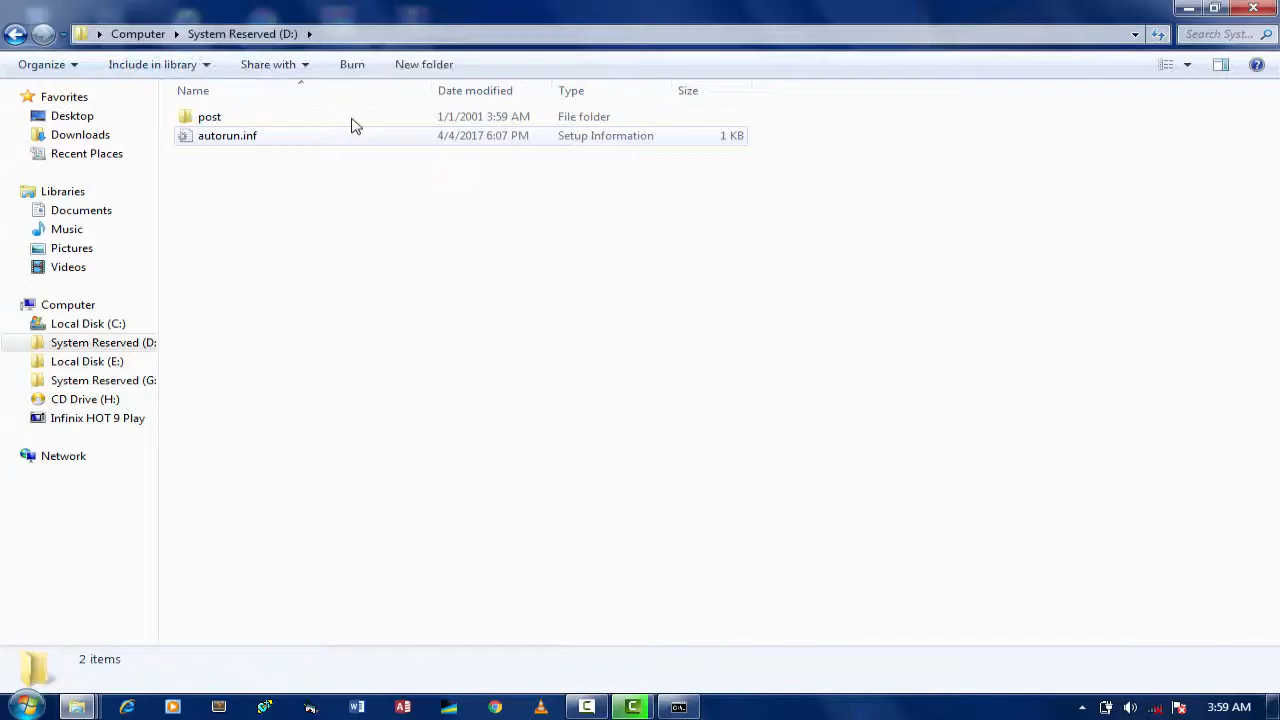 Computer System Reserved (D:) Search Syst...
Organize Include in library Share with Burn New folder
Name Date modified Type Size
post 1/1/2001 3:59 AM File folder
autorun.inf 4/4/2017 6:07 PM Setup Information 1 KB
Favorites
Desktop
Downloads
Recent Places
Libraries
Documents
Music
Pictures
Videos
Computer
Local Disk (C:)
System Reserved (D:
Local Disk (E:)
System Reserved (G:
CD Drive (H:)
Infinix HOT 9 Play
Network
2 items
3:59 AM